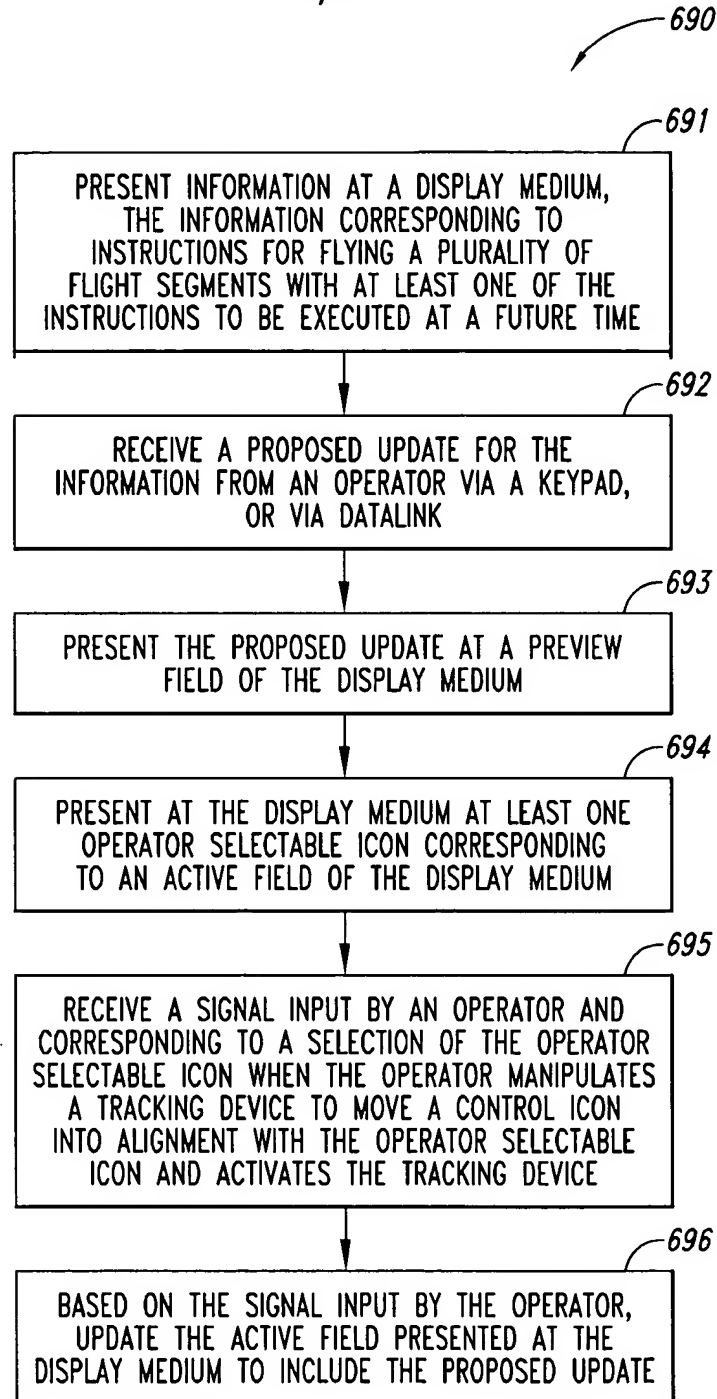 690
691
PRESENT INFORMATION AT A DISPLAY MEDIUM,
THE INFORMATION CORRESPONDING TO
INSTRUCTIONS FOR FLYING A PLURALITY OF
FLIGHT SEGMENTS WITH AT LEAST ONE OF THE
INSTRUCTIONS TO BE EXECUTED AT A FUTURE TIME
692
RECEIVE A PROPOSED UPDATE FOR THE
INFORMATION FROM AN OPERATOR VIA A KEYPAD,
OR VIA DATALINK
693
PRESENT THE PROPOSED UPDATE AT A PREVIEW
FIELD OF THE DISPLAY MEDIUM
694
PRESENT AT THE DISPLAY MEDIUM AT LEAST ONE
OPERATOR SELECTABLE ICON CORRESPONDING
TO AN ACTIVE FIELD OF THE DISPLAY MEDIUM
695
RECEIVE A SIGNAL INPUT BY AN OPERATOR AND
CORRESPONDING TO A SELECTION OF THE OPERATOR
SELECTABLE ICON WHEN THE OPERATOR MANIPULATES
A TRACKING DEVICE TO MOVE A CONTROL ICON
INTO ALIGNMENT WITH THE OPERATOR SELECTABLE
ICON AND ACTIVATES THE TRACKING DEVICE
696
BASED ON THE SIGNAL INPUT BY THE OPERATOR,
UPDATE THE ACTIVE FIELD PRESENTED AT THE
DISPLAY MEDIUM TO INCLUDE THE PROPOSED UPDATE